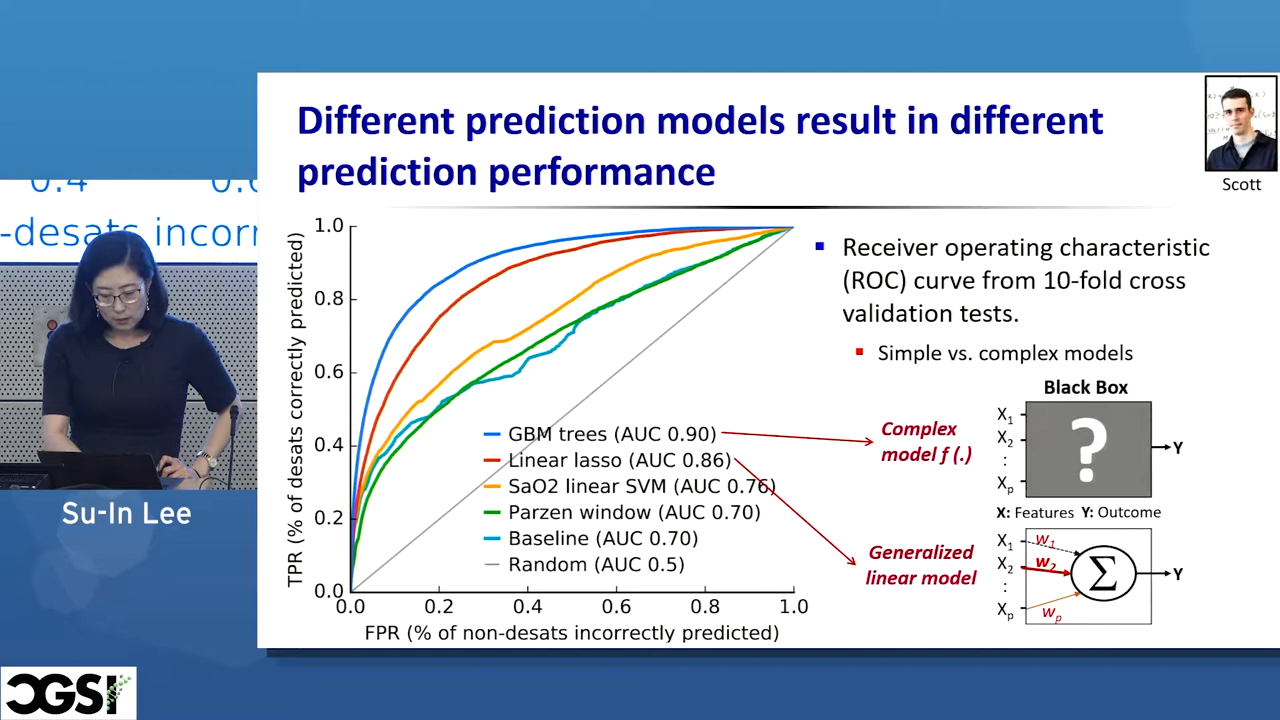 Different prediction models result in different
prediction performance
Scott
0.4
-desats incorr
Su-In Lee
CGSI
TPR (% of desats correctly predicted)
1.0
0.8
0.6
0.4
0.2
0.0
0.0 0.2 0.4 0.6 0.8 1.0
FPR (% of non-desats incorrectly predicted)
GBM trees (AUC 0.90)
Linear lasso (AUC 0.86)
SaO2 linear SVM (AUC 0.76)
Parzen window (AUC 0.70)
Baseline (AUC 0.70)
Random (AUC 0.5)
Receiver operating characteristic
(ROC) curve from 10-fold cross
validation tests.
Simple vs. complex models
Complex
model f (.)
Black Box
X1
X2
:
Xp
?
Y
X: Features Y: Outcome
Generalized
linear model
X1
X2
:
Xp
w1
w2
wp
Σ
Y